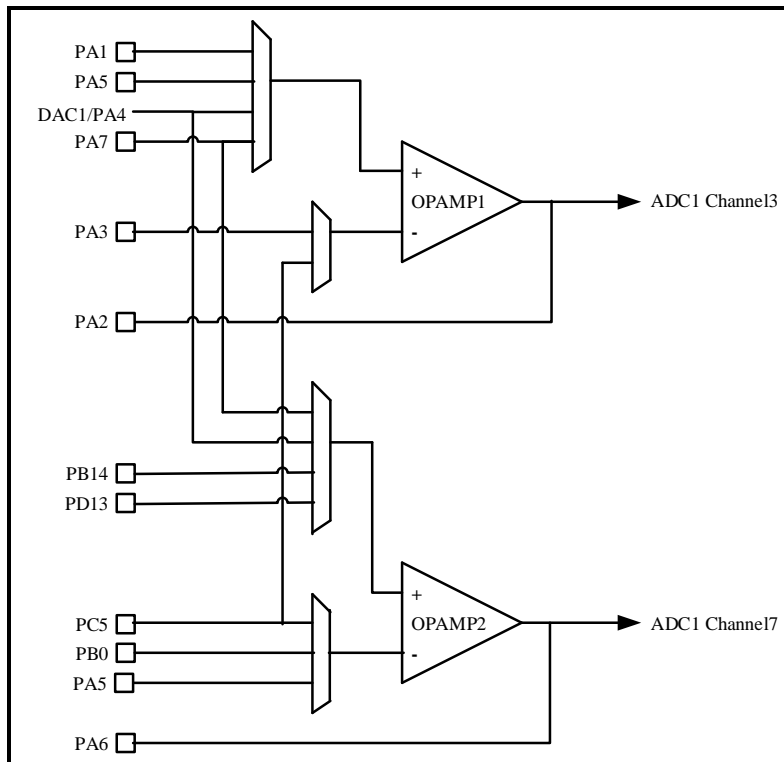 PA1
PA5
DAC1/PA4
PA7
+
OPAMP1
ADC1 Channel3
PA3
-
PA2
PB14
PD13
+
PC5
OPAMP2
ADC1 Channel7
PB0
-
PA5
PA6